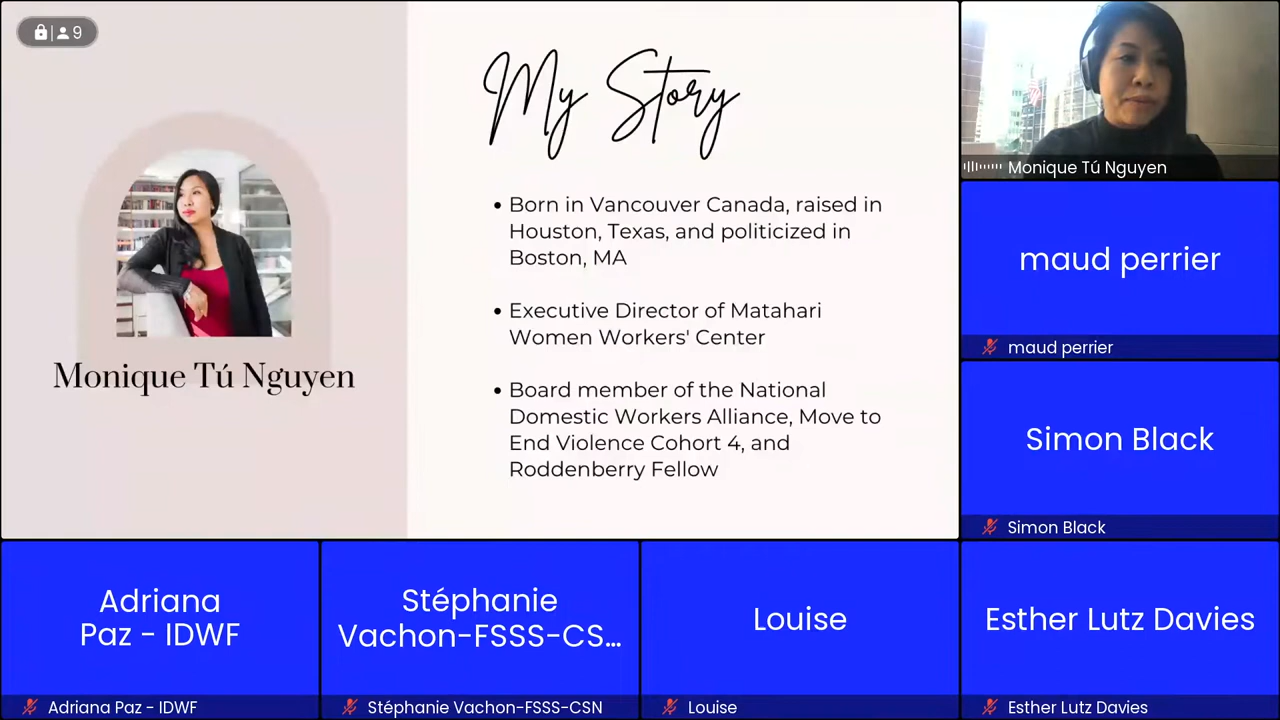 9
My Story
Monique Tú Nguyen
• Born in Vancouver Canada, raised in
Houston, Texas, and politicized in
Boston, MA
• Executive Director of Matahari
Women Workers' Center
• Board member of the National
Domestic Workers Alliance, Move to
End Violence Cohort 4, and
Roddenberry Fellow
Monique Tú Nguyen
maud perrier
maud perrier
Simon Black
Simon Black
Adriana
Paz - IDWF
Adriana Paz - IDWF
Stéphanie
Vachon-FSSS-CS...
Stéphanie Vachon-FSSS-CSN
Louise
Louise
Esther Lutz Davies
Esther Lutz Davies